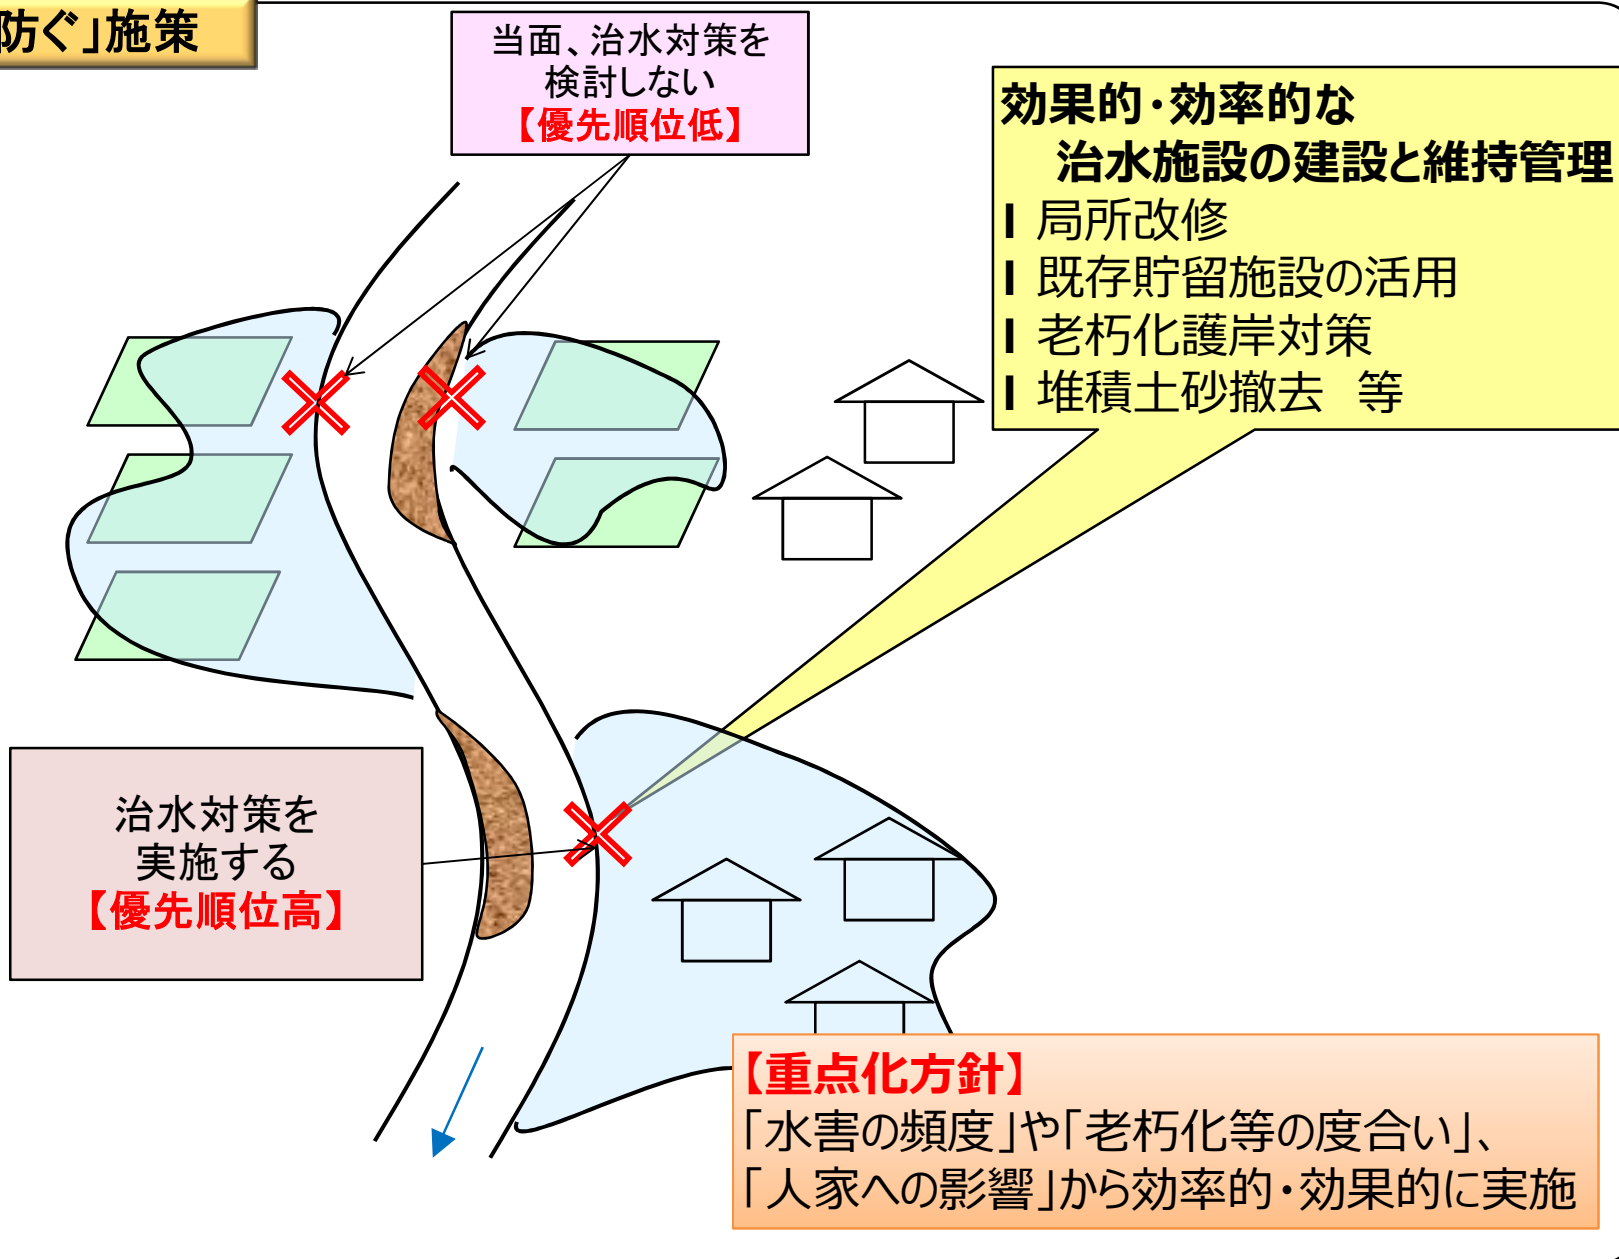 防ぐ」施策
当面、治水対策を
検討しない
【優先順位低】
効果的・効率的な
治水施設の建設と維持管理
局所改修
既存貯留施設の活用
老朽化護岸対策
堆積土砂撤去　等
治水対策を
実施する
【優先順位高】
【重点化方針】
「水害の頻度」や「老朽化等の度合い」、
「人家への影響」から効率的・効果的に実施